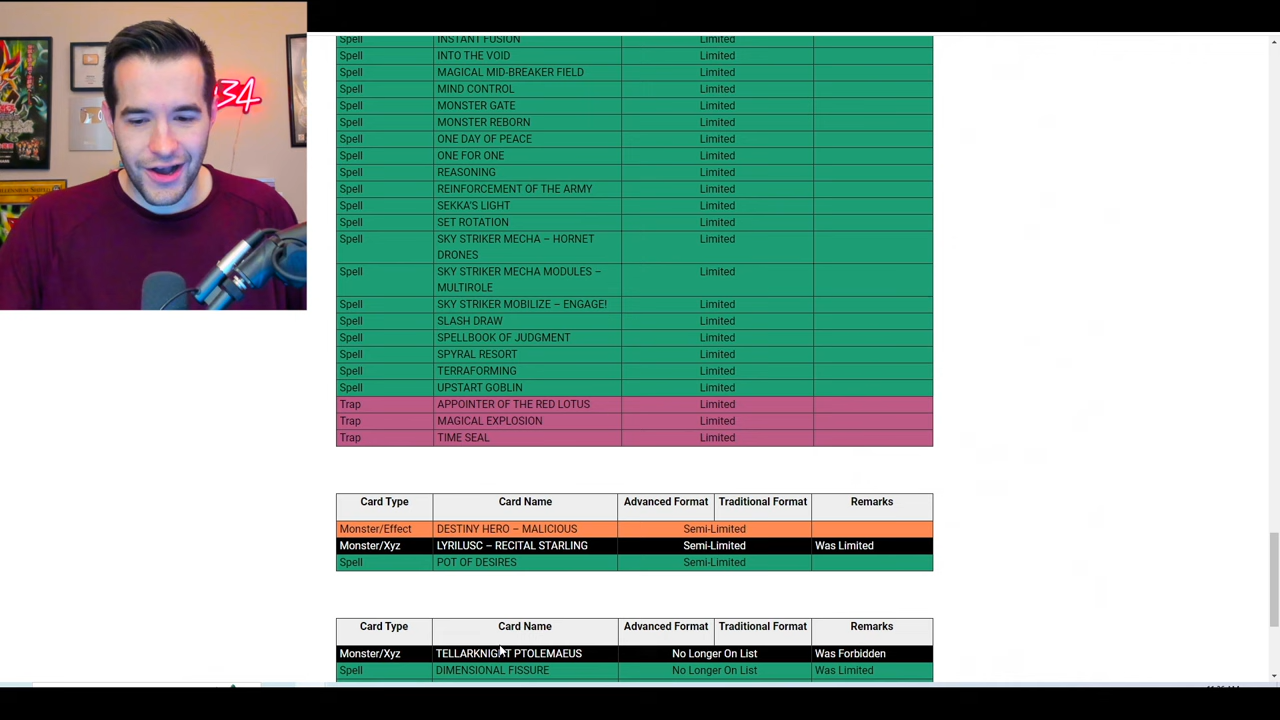 34
MILLENNIUM SHIELD
Spell INSTANT FUSION Limited
Spell INTO THE VOID Limited
Spell MAGICAL MID-BREAKER FIELD Limited
Spell MIND CONTROL Limited
Spell MONSTER GATE Limited
Spell MONSTER REBORN Limited
Spell ONE DAY OF PEACE Limited
Spell ONE FOR ONE Limited
Spell REASONING Limited
Spell REINFORCEMENT OF THE ARMY Limited
Spell SEKKA'S LIGHT Limited
Spell SET ROTATION Limited
Spell SKY STRIKER MECHA – HORNET Limited
DRONES
Spell SKY STRIKER MECHA MODULES – Limited
MULTIROLE
Spell SKY STRIKER MOBILIZE – ENGAGE! Limited
Spell SLASH DRAW Limited
Spell SPELLBOOK OF JUDGMENT Limited
Spell SPYRAL RESORT Limited
Spell TERRAFORMING Limited
Spell UPSTART GOBLIN Limited
Trap APPOINTER OF THE RED LOTUS Limited
Trap MAGICAL EXPLOSION Limited
Trap TIME SEAL Limited
Card Type Card Name Advanced Format Traditional Format Remarks
Monster/Effect DESTINY HERO – MALICIOUS Semi-Limited
Monster/Xyz LYRILUSC – RECITAL STARLING Semi-Limited Was Limited
Spell POT OF DESIRES Semi-Limited
Card Type Card Name Advanced Format Traditional Format Remarks
Monster/Xyz TELLARKNIGHT PTOLEMAEUS No Longer On List Was Forbidden
Spell DIMENSIONAL FISSURE No Longer On List Was Limited